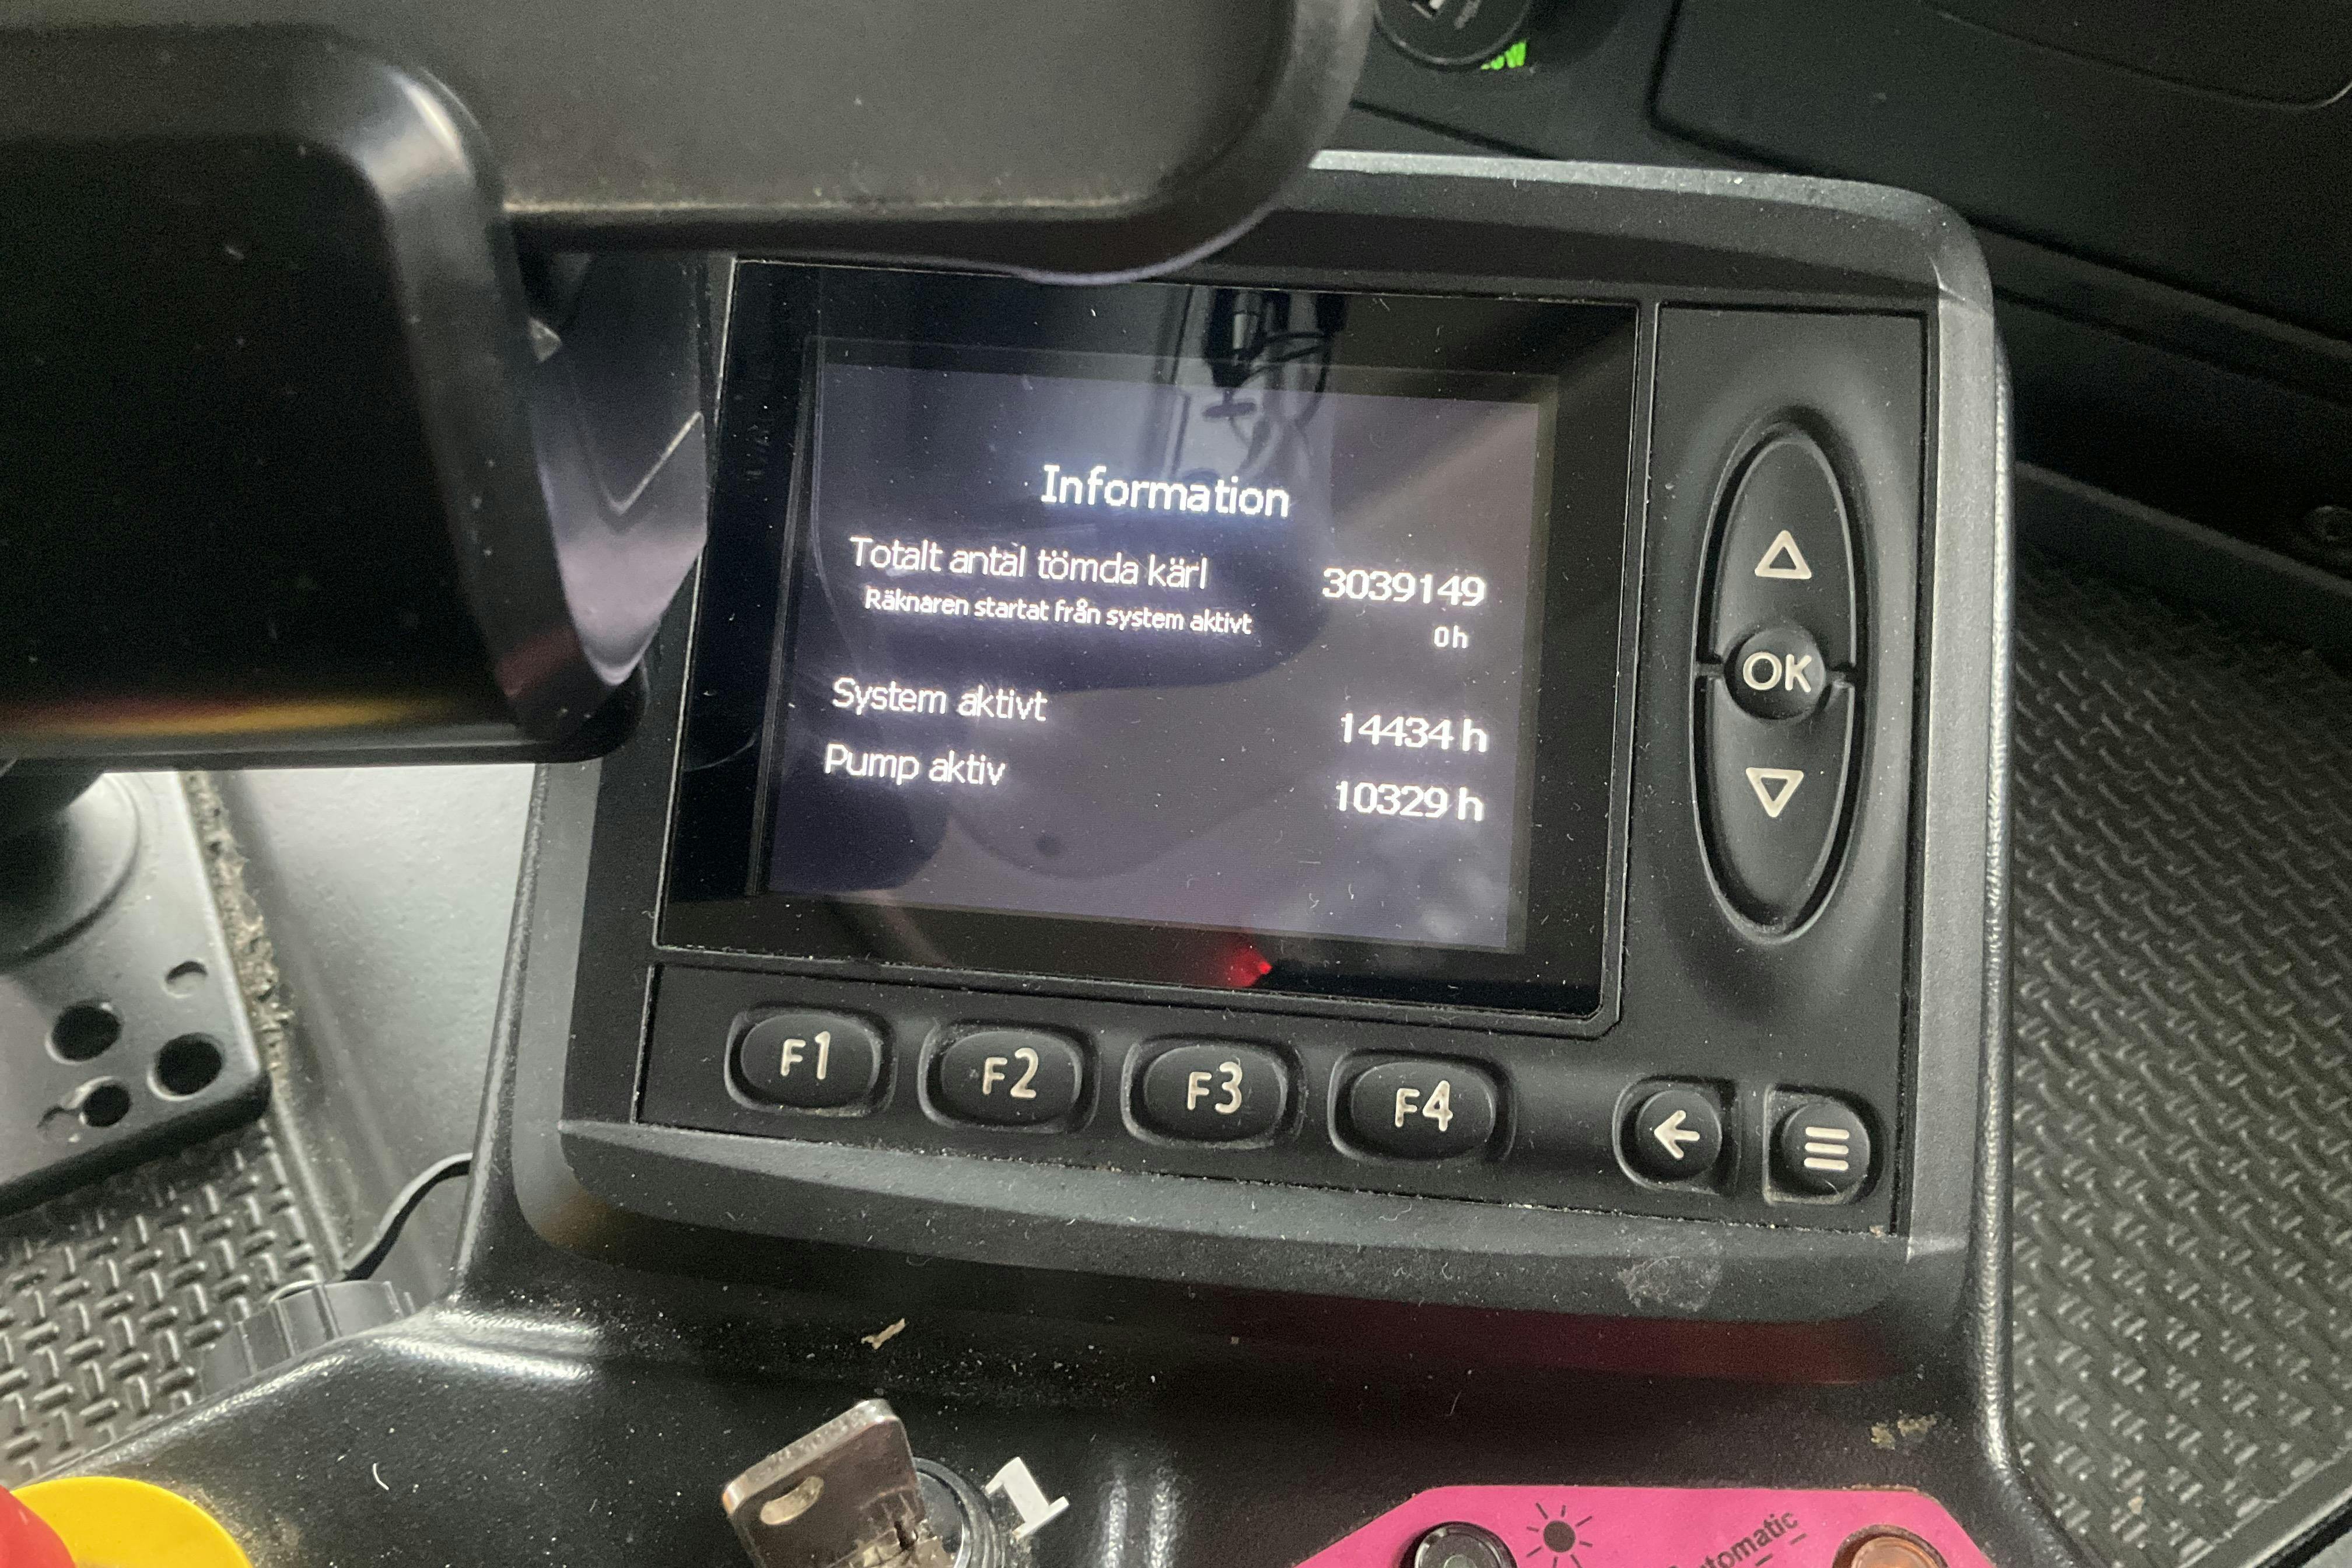 Information
Totalt antal tömda kärl 3039149
Räknaren startat från system aktivt 0 h
System aktivt 14434 h
Pump aktiv 10329 h
OK
F1 F2 F3 F4
1